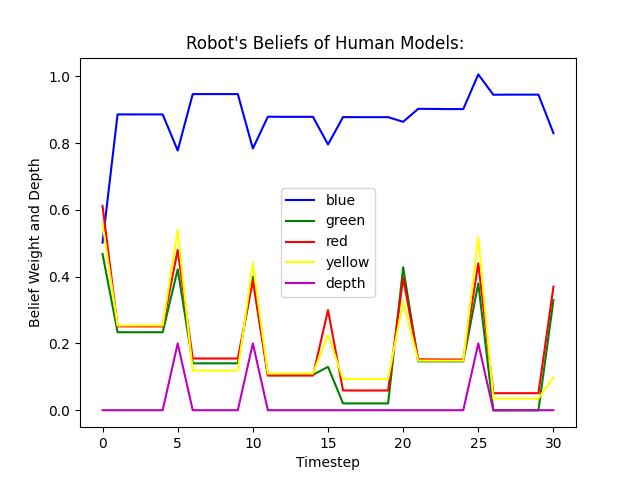 Robot's Beliefs of Human Models:
Belief Weight and Depth
1.0
0.8
0.6
0.4
0.2
0.0
blue
green
red
yellow
depth
0 5 10 15 20 25 30
Timestep